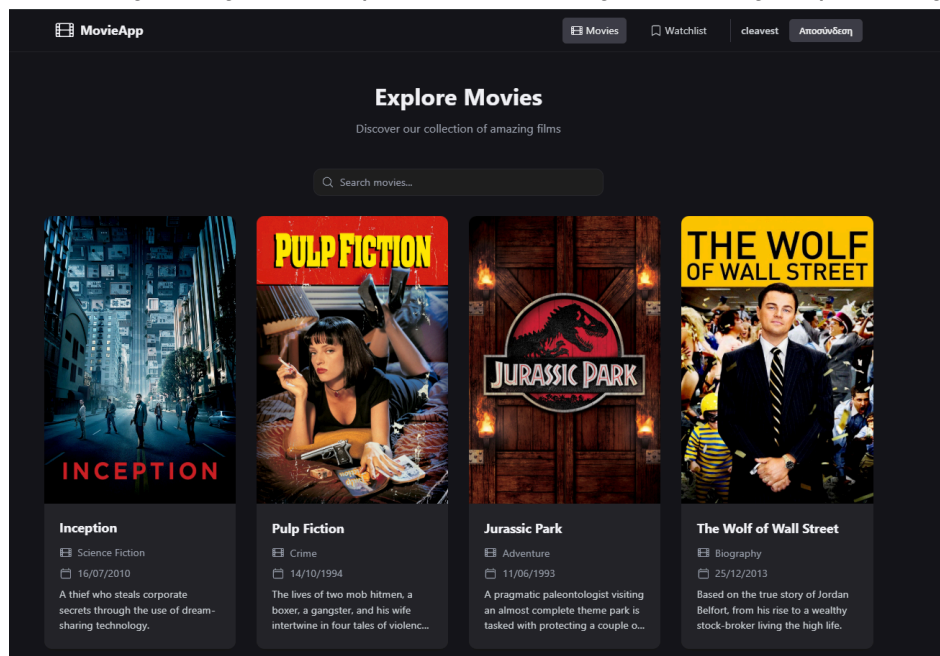 MovieApp
Movies
Watchlist
cleavest
Αποσύνδεση
Explore Movies
Discover our collection of amazing films
Search movies...
INCEPTION
PULP FICTION
JURASSIC PARK
THE WOLF
OF WALL STREET
Inception
Science Fiction
16/07/2010
A thief who steals corporate
secrets through the use of dream-
sharing technology.
Pulp Fiction
Crime
14/10/1994
The lives of two mob hitmen, a
boxer, a gangster, and his wife
intertwine in four tales of violenc...
Jurassic Park
Adventure
11/06/1993
A pragmatic paleontologist visiting
an almost complete theme park is
tasked with protecting a couple o...
The Wolf of Wall Street
Biography
25/12/2013
Based on the true story of Jordan
Belfort, from his rise to a wealthy
stock-broker living the high life.